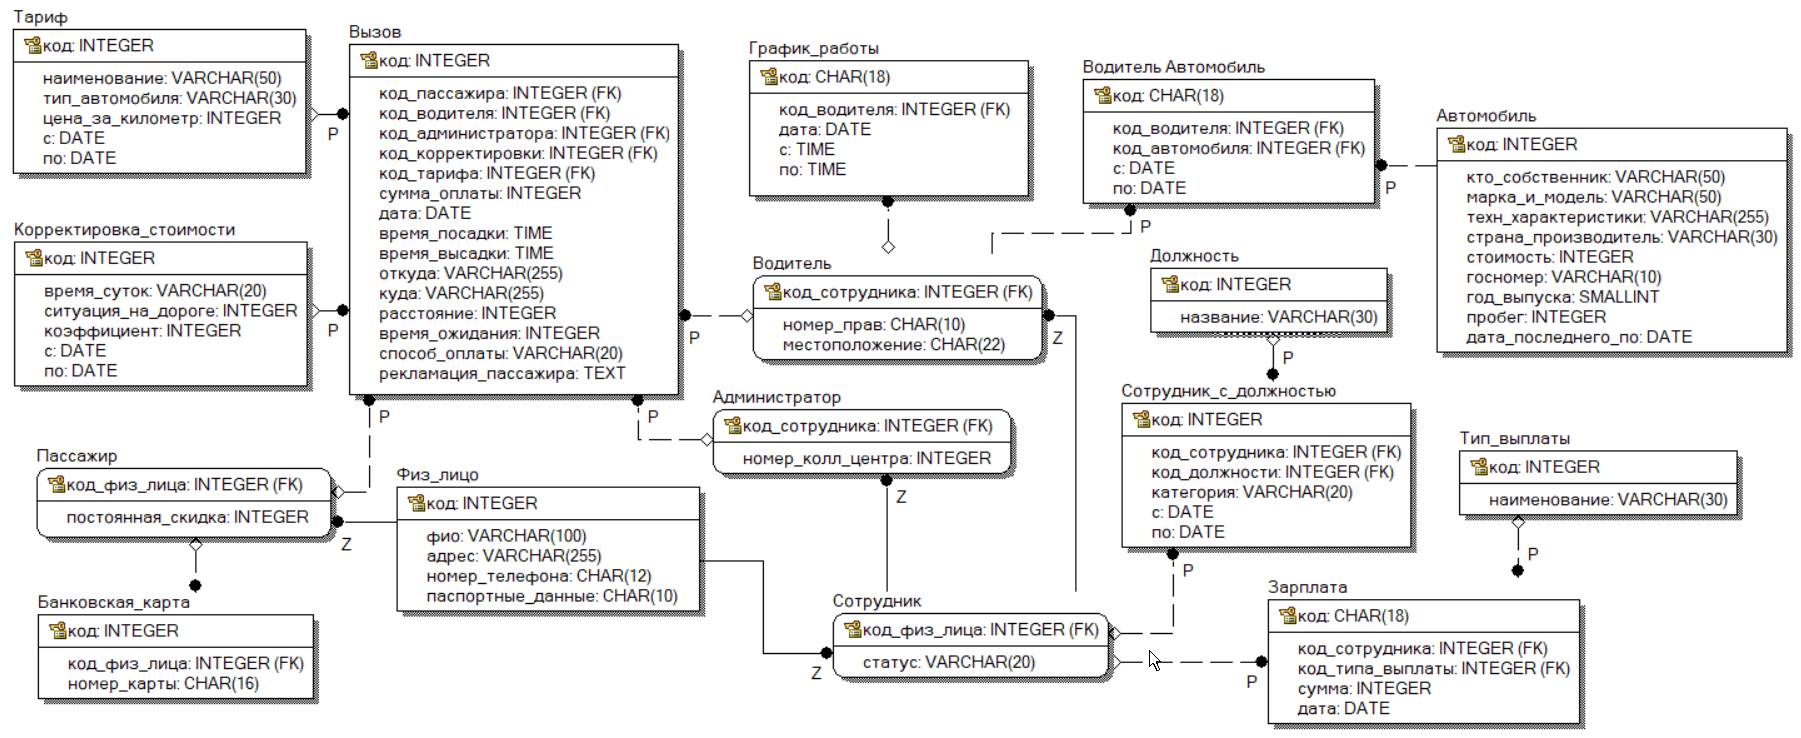 Тариф
код: INTEGER
наименование: VARCHAR(50)
тип_автомобиля: VARCHAR(30)
цена_за_километр: INTEGER
с: DATE
по: DATE
P
Вызов
код: INTEGER
код_пассажира: INTEGER (FK)
код_водителя: INTEGER (FK)
код_администратора: INTEGER (FK)
код_корректировки: INTEGER (FK)
код_тарифа: INTEGER (FK)
сумма_оплаты: INTEGER
дата: DATE
время_посадки: TIME
время_высадки: TIME
откуда: VARCHAR(255)
куда: VARCHAR(255)
расстояние: INTEGER
время_ожидания: INTEGER
способ_оплаты: VARCHAR(20)
рекламация_пассажира: TEXT
P
P
P
График_работы
код: CHAR(18)
код_водителя: INTEGER (FK)
дата: DATE
с: TIME
по: TIME
Водитель Автомобиль
код: CHAR(18)
код_водителя: INTEGER (FK)
код_автомобиля: INTEGER (FK)
с: DATE
по: DATE
P
P
Автомобиль
код: INTEGER
кто_собственник: VARCHAR(50)
марка_и_модель: VARCHAR(50)
техн_характеристики: VARCHAR(255)
страна_производитель: VARCHAR(30)
стоимость: INTEGER
госномер: VARCHAR(10)
год_выпуска: SMALLINT
пробег: INTEGER
дата_последнего_по: DATE
Корректировка_стоимости
код: INTEGER
время_суток: VARCHAR(20)
ситуация_на_дороге: INTEGER
коэффициент: INTEGER
с: DATE
по: DATE
P
Водитель
код_сотрудника: INTEGER (FK)
номер_прав: CHAR(10)
местоположение: CHAR(22)
Z
Должность
код: INTEGER
название: VARCHAR(30)
P
Администратор
код_сотрудника: INTEGER (FK)
номер_колл_центра: INTEGER
Z
Сотрудник_с_должностью
код: INTEGER
код_сотрудника: INTEGER (FK)
код_должности: INTEGER (FK)
категория: VARCHAR(20)
с: DATE
по: DATE
P
Тип_выплаты
код: INTEGER
наименование: VARCHAR(30)
P
Пассажир
код_физ_лица: INTEGER (FK)
постоянная_скидка: INTEGER
Z
Физ_лицо
код: INTEGER
фио: VARCHAR(100)
адрес: VARCHAR(255)
номер_телефона: CHAR(12)
паспортные_данные: CHAR(10)
Банковская_карта
код: INTEGER
код_физ_лица: INTEGER (FK)
номер_карты: CHAR(16)
Сотрудник
код_физ_лица: INTEGER (FK)
статус: VARCHAR(20)
Z
P
Зарплата
код: CHAR(18)
код_сотрудника: INTEGER (FK)
код_типа_выплаты: INTEGER (FK)
сумма: INTEGER
дата: DATE